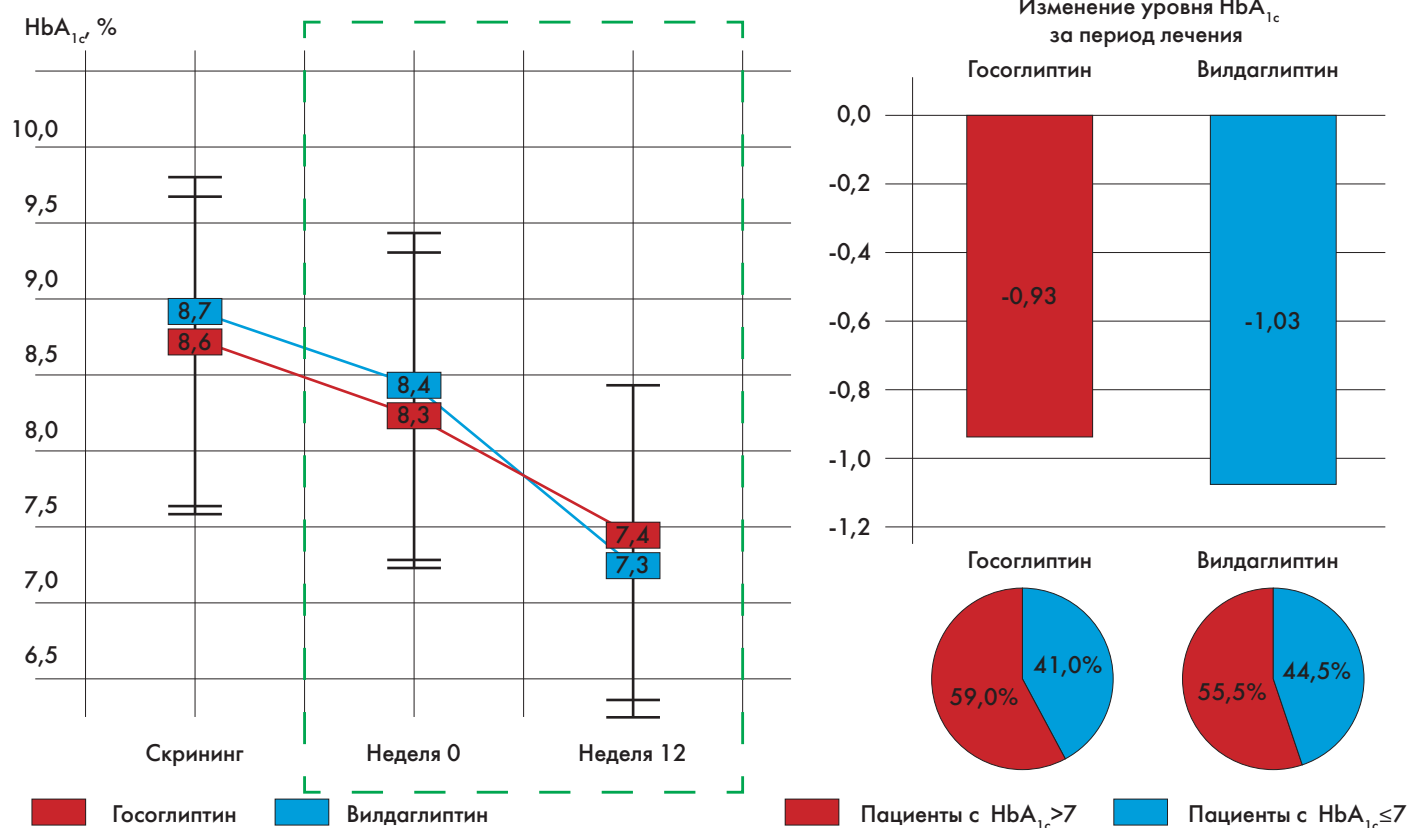 HbA1c, %
10,0
9,5
9,0
8,5
8,0
7,5
7,0
6,5
8,7
8,6
8,4
8,3
7,4
7,3
Скрининг
Неделя 0
Неделя 12
Госоглиптин
Вилдаглиптин
Изменение уровня HbA1c
за период лечения
Госоглиптин
Вилдаглиптин
0,0
-0,2
-0,4
-0,6
-0,8
-1,0
-1,2
-0,93
-1,03
Госоглиптин
Вилдаглиптин
41,0%
59,0%
44,5%
55,5%
Пациенты с HbA1c>7
Пациенты с HbA1c≤7